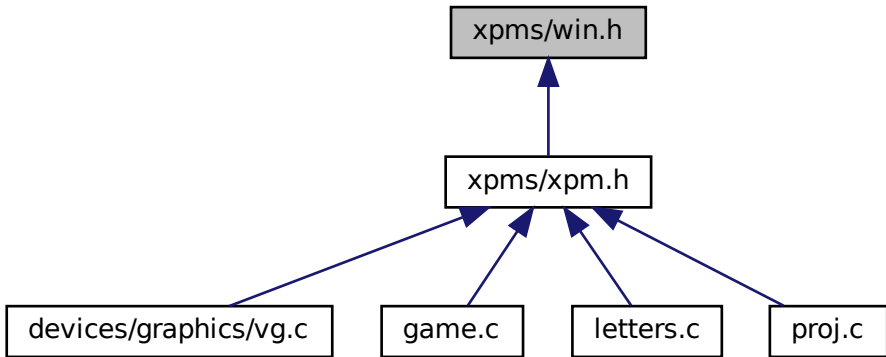 xpms/win.h
xpms/xpm.h
devices/graphics/vg.c
game.c
letters.c
proj.c